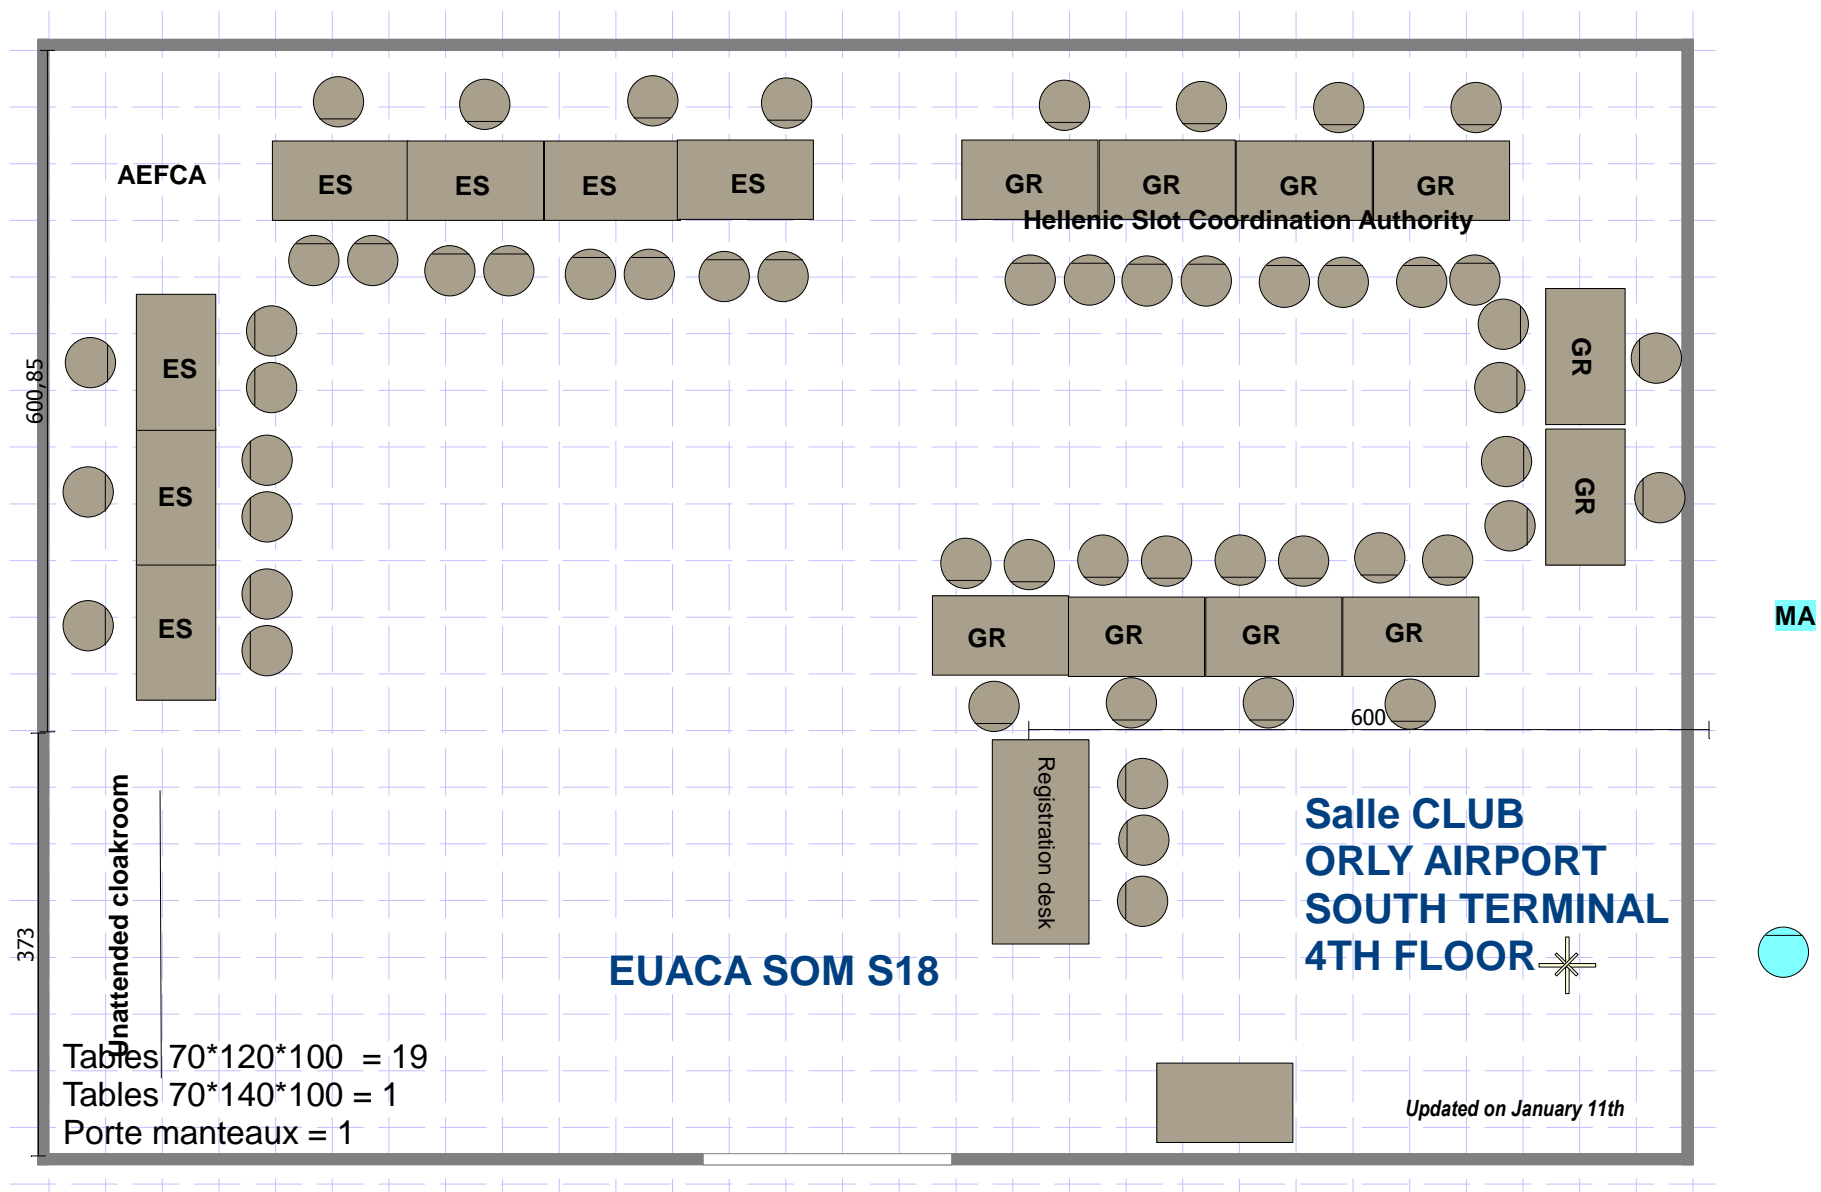 AEFCA
ES
ES
ES
ES
GR
GR
GR
GR
Hellenic Slot Coordination Authority
ES
ES
ES
GR
GR
600,85
GR
GR
GR
GR
MA
600
373
Unattended cloakroom
Registration desk
Salle CLUB
ORLY AIRPORT
SOUTH TERMINAL
4TH FLOOR
EUACA SOM S18
Tables 70*120*100 = 19
Tables 70*140*100 = 1
Porte manteaux = 1
Updated on January 11th